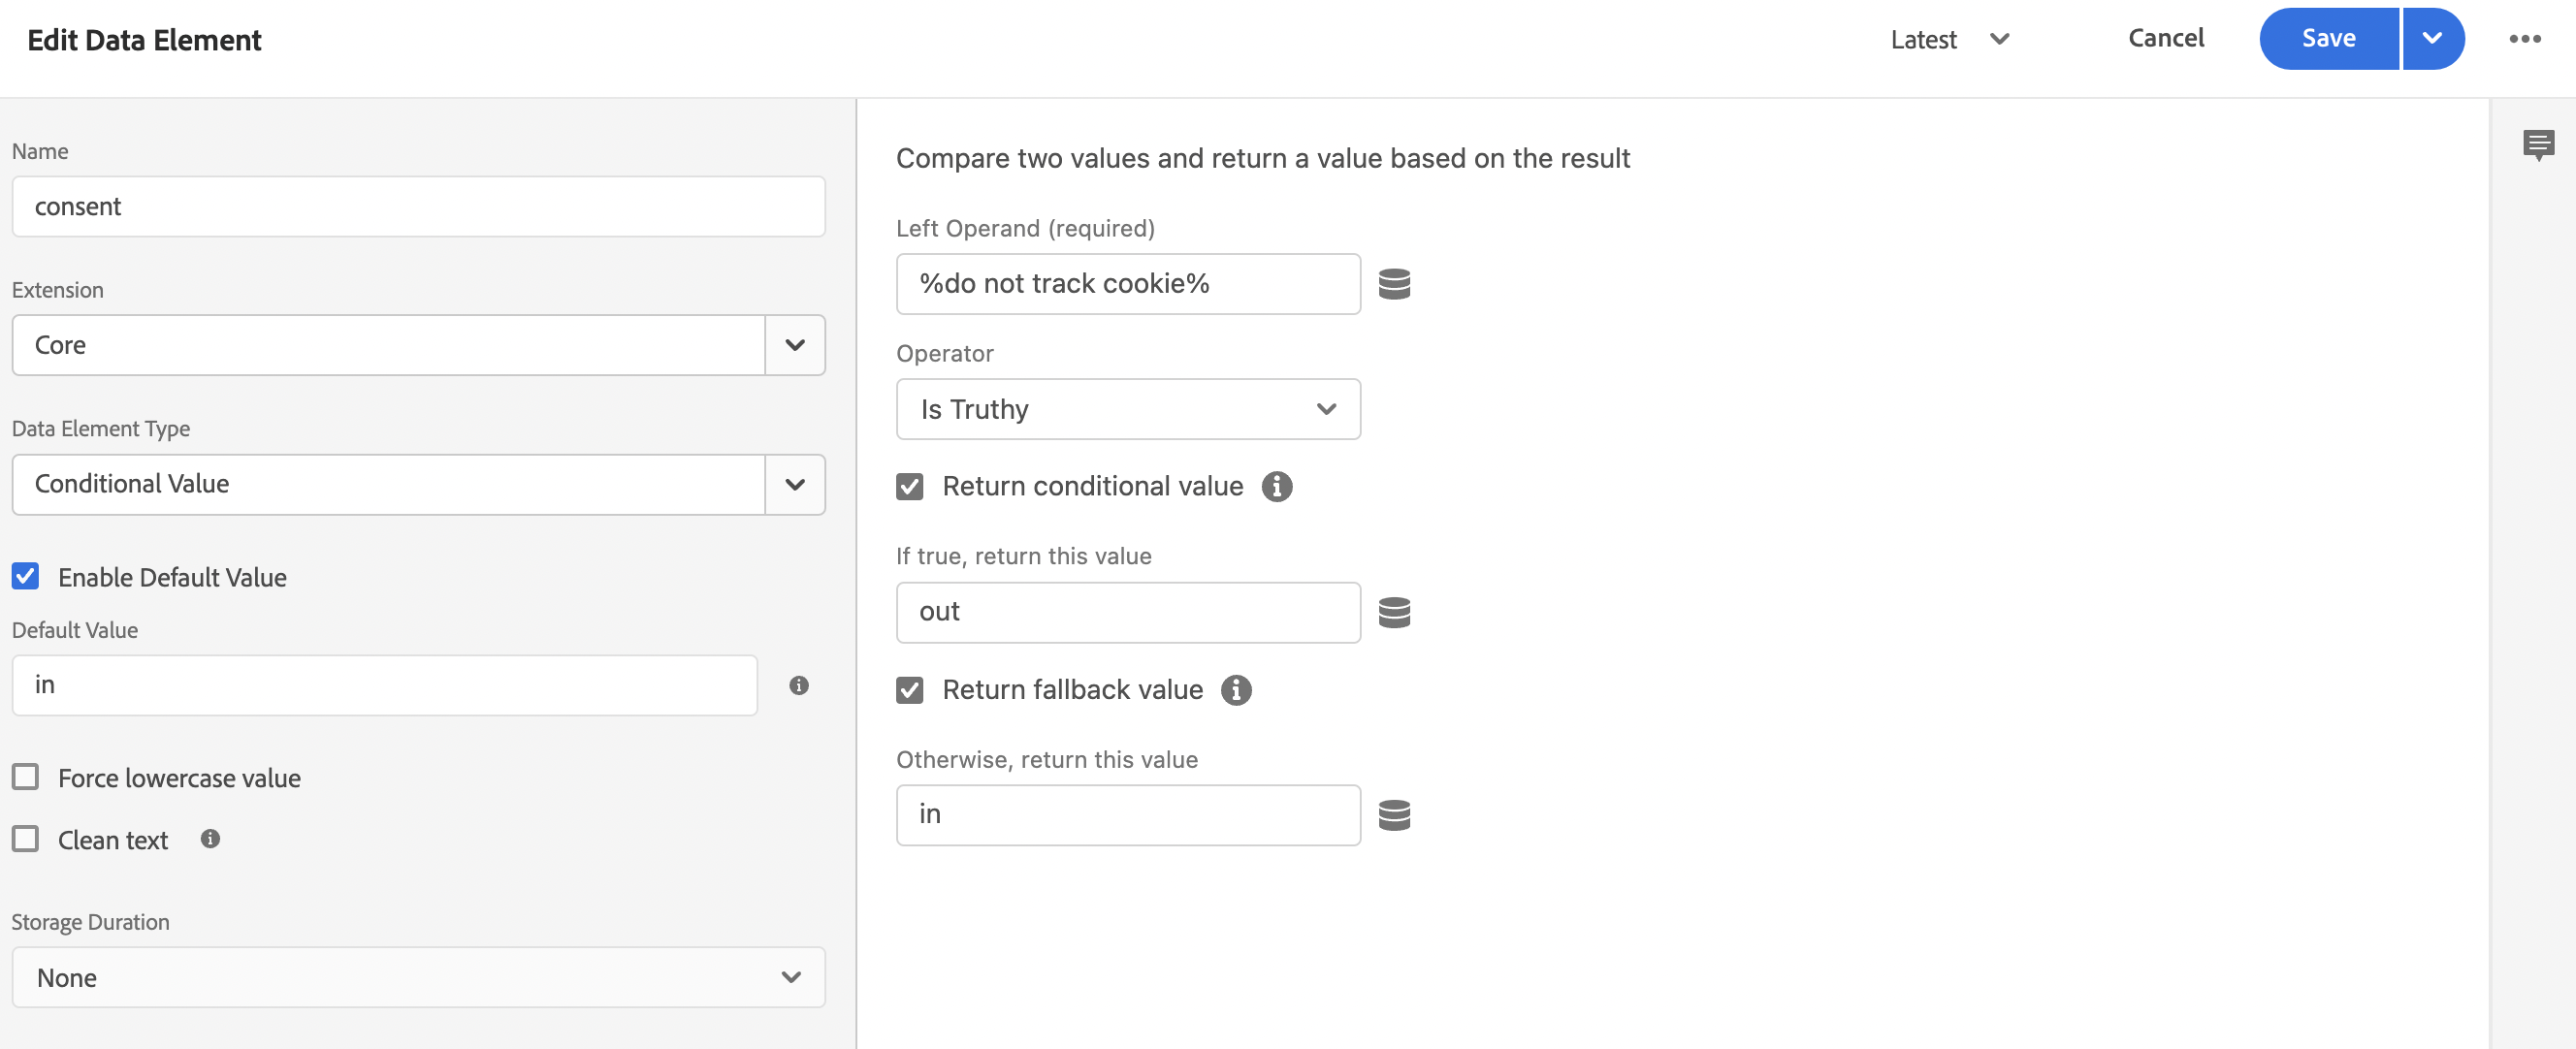 Edit Data Element
Latest
Cancel
Save
Name
consent
Extension
Core
Data Element Type
Conditional Value
Enable Default Value
Default Value
in
Force lowercase value
Clean text
Storage Duration
None
Compare two values and return a value based on the result
Left Operand (required)
%do not track cookie%
Operator
Is Truthy
Return conditional value
If true, return this value
out
Return fallback value
Otherwise, return this value
in